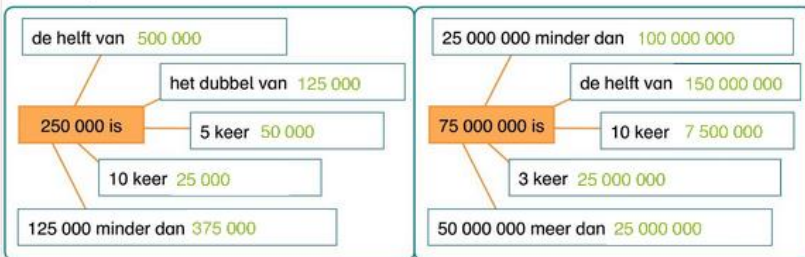 de helft van 500 000
het dubbel van 125 000
250 000 is
5 keer 50 000
10 keer 25 000
125 000 minder dan 375 000
25 000 000 minder dan 100 000 000
de helft van 150 000 000
75 000 000 is
10 keer 7 500 000
3 keer 25 000 000
50 000 000 meer dan 25 000 000